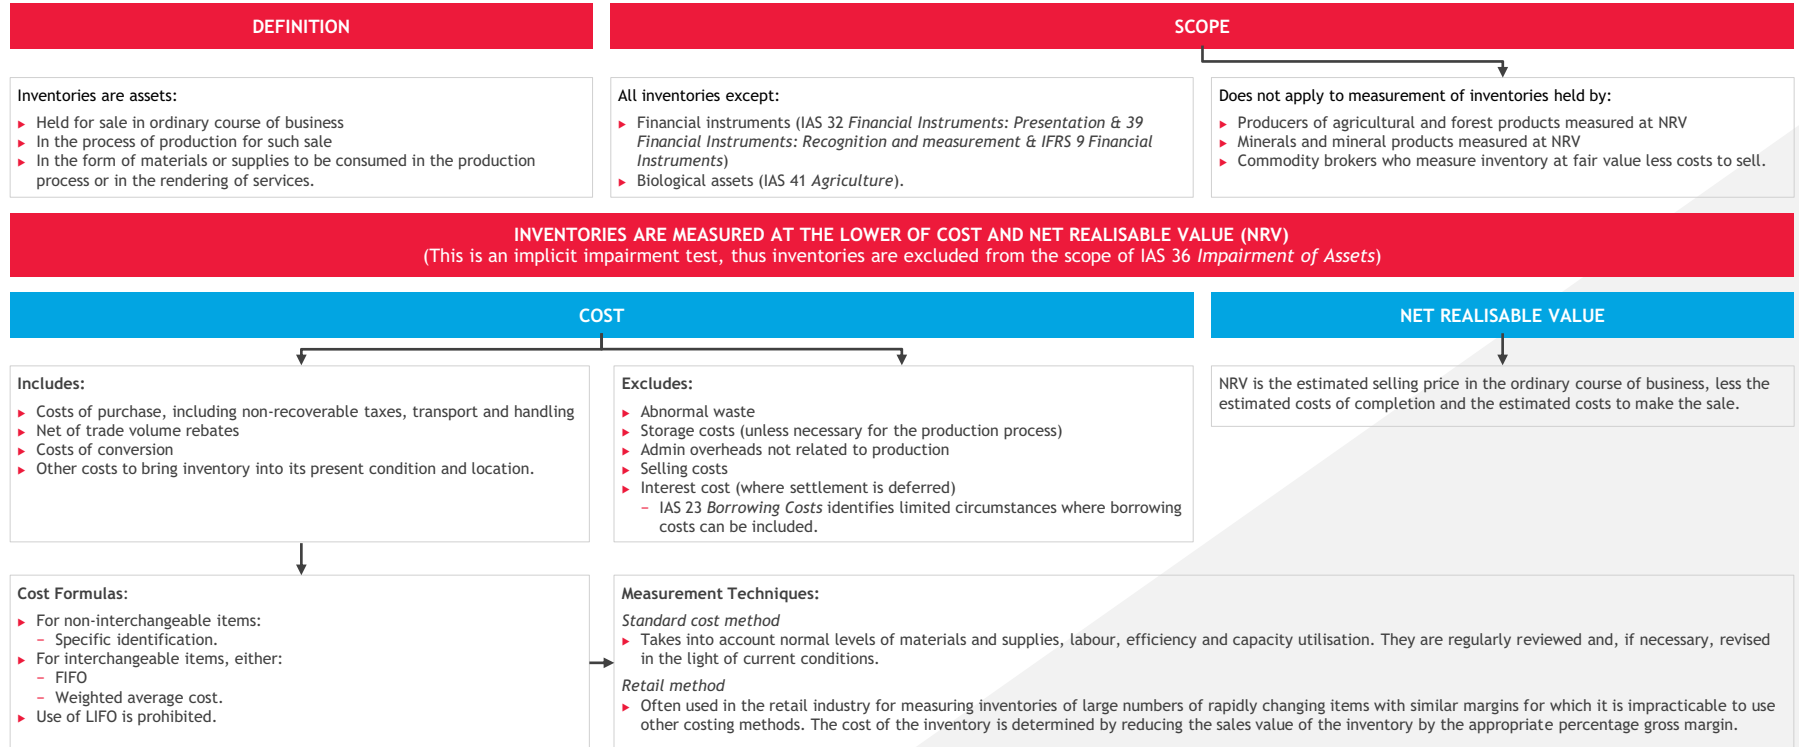 DEFINITION
SCOPE
Inventories are assets:
► Held for sale in ordinary course of business
► In the process of production for such sale
► In the form of materials or supplies to be consumed in the production
process or in the rendering of services.
All inventories except:
► Financial instruments (IAS 32 Financial Instruments: Presentation & 39
Financial Instruments: Recognition and measurement & IFRS 9 Financial
Instruments)
► Biological assets (IAS 41 Agriculture).
Does not apply to measurement of inventories held by:
► Producers of agricultural and forest products measured at NRV
► Minerals and mineral products measured at NRV
► Commodity brokers who measure inventory at fair value less costs to sell.
INVENTORIES ARE MEASURED AT THE LOWER OF COST AND NET REALISABLE VALUE (NRV)
(This is an implicit impairment test, thus inventories are excluded from the scope of IAS 36 Impairment of Assets)
COST
NET REALISABLE VALUE
Includes:
► Costs of purchase, including non-recoverable taxes, transport and handling
► Net of trade volume rebates
► Costs of conversion
► Other costs to bring inventory into its present condition and location.
Excludes:
► Abnormal waste
► Storage costs (unless necessary for the production process)
► Admin overheads not related to production
► Selling costs
► Interest cost (where settlement is deferred)
− IAS 23 Borrowing Costs identifies limited circumstances where borrowing
costs can be included.
NRV is the estimated selling price in the ordinary course of business, less the
estimated costs of completion and the estimated costs to make the sale.
Cost Formulas:
► For non-interchangeable items:
− Specific identification.
► For interchangeable items, either:
− FIFO
− Weighted average cost.
► Use of LIFO is prohibited.
Measurement Techniques:
Standard cost method
► Takes into account normal levels of materials and supplies, labour, efficiency and capacity utilisation. They are regularly reviewed and, if necessary, revised
in the light of current conditions.
Retail method
► Often used in the retail industry for measuring inventories of large numbers of rapidly changing items with similar margins for which it is impracticable to use
other costing methods. The cost of the inventory is determined by reducing the sales value of the inventory by the appropriate percentage gross margin.